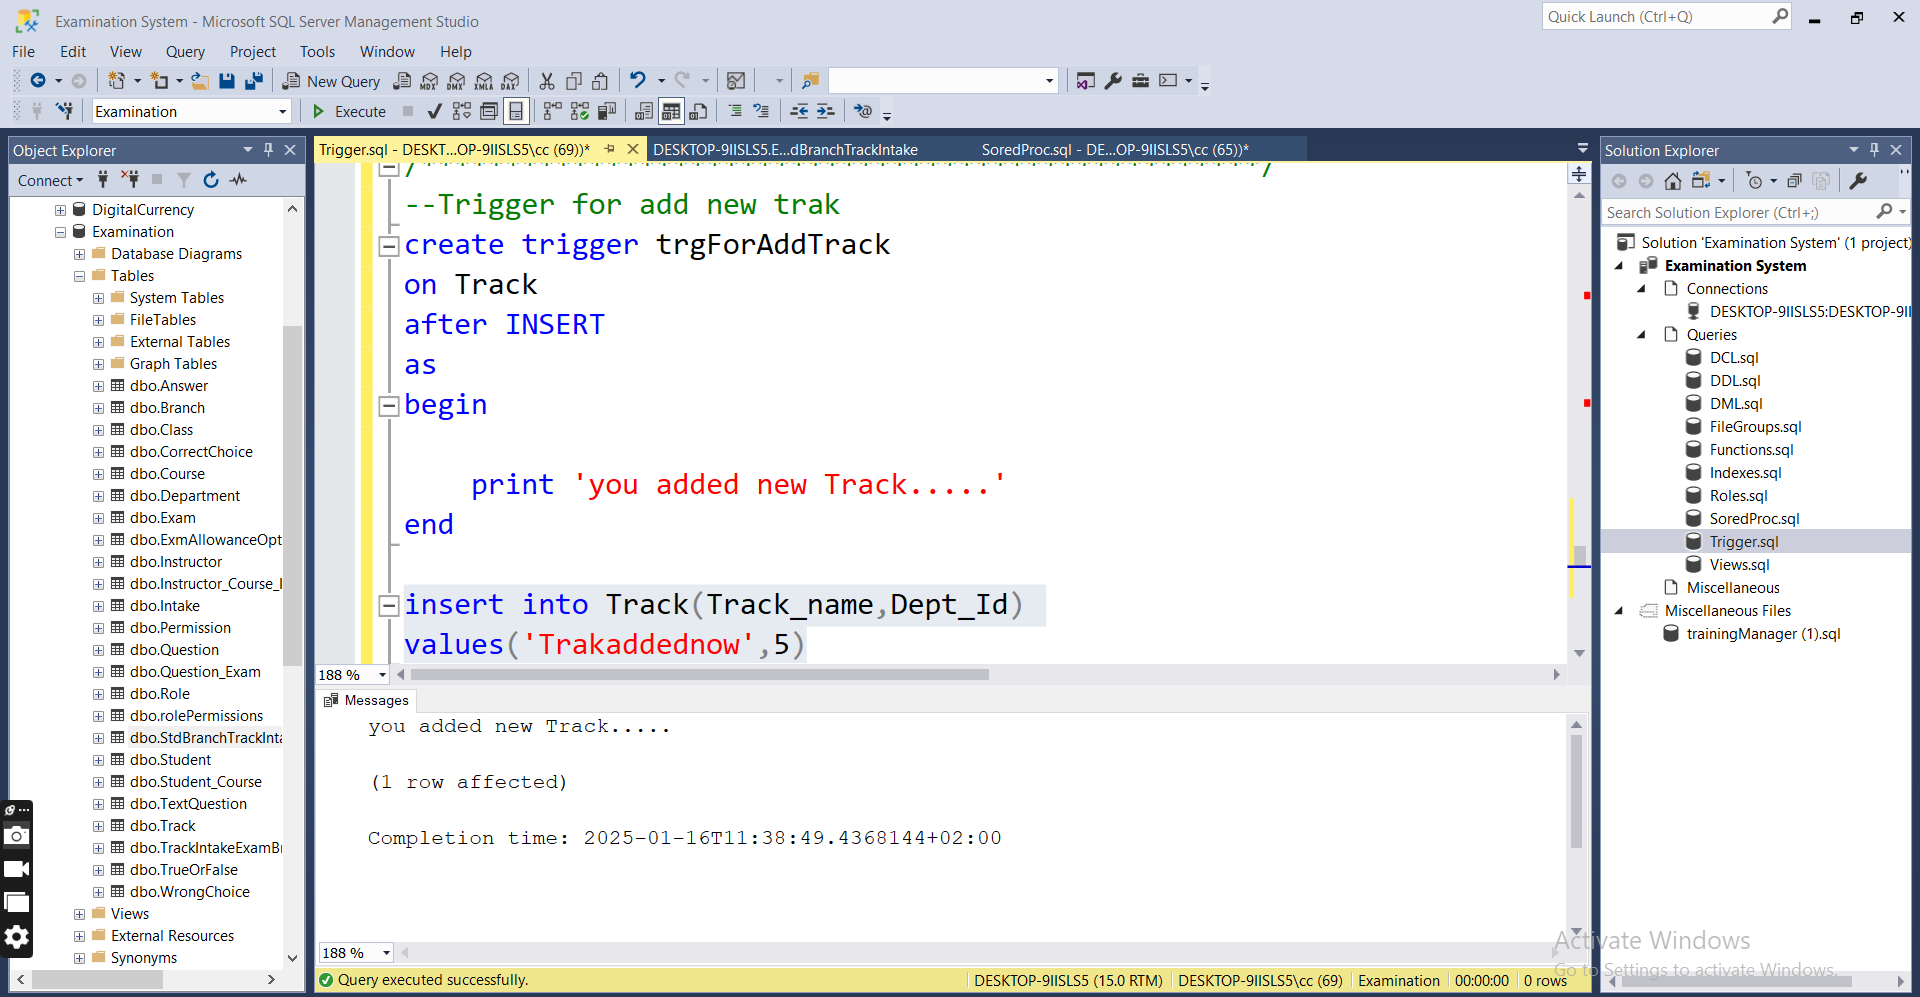 Examination System - Microsoft SQL Server Management Studio
Quick Launch (Ctrl+Q)
File Edit View Query Project Tools Window Help
New Query
MDX DMX XMLA DAX
Examination
Execute
Object Explorer
Connect
DigitalCurrency
Examination
Database Diagrams
Tables
System Tables
FileTables
External Tables
Graph Tables
dbo.Answer
dbo.Branch
dbo.Class
dbo.CorrectChoice
dbo.Course
dbo.Department
dbo.Exam
dbo.ExmAllowanceOpt
dbo.Instructor
dbo.Instructor_Course_
dbo.Intake
dbo.Permission
dbo.Question
dbo.Question_Exam
dbo.Role
dbo.rolePermissions
dbo.StdBranchTrackInta
dbo.Student
dbo.Student_Course
dbo.TextQuestion
dbo.Track
dbo.TrackIntakeExamB
dbo.TrueOrFalse
dbo.WrongChoice
Views
External Resources
Synonyms
Trigger.sql - DESKT...OP-9IISLS5\cc (69))*
DESKTOP-9IISLS5.E...dBranchTrackIntake
SoredProc.sql - DE...OP-9IISLS5\cc (65))*
--Trigger for add new trak
create trigger trgForAddTrack
on Track
after INSERT
as
begin
print 'you added new Track.....'
end
insert into Track(Track_name,Dept_Id)
values('Trakaddednow',5)
188 %
Messages
you added new Track.....
(1 row affected)
Completion time: 2025-01-16T11:38:49.4368144+02:00
188 %
Query executed successfully.
DESKTOP-9IISLS5 (15.0 RTM)
DESKTOP-9IISLS5\cc (69)
Examination
00:00:00
0 rows
Solution Explorer
Search Solution Explorer (Ctrl+;)
Solution 'Examination System' (1 project)
Examination System
Connections
DESKTOP-9IISLS5:DESKTOP-9II
Queries
DCL.sql
DDL.sql
DML.sql
FileGroups.sql
Functions.sql
Indexes.sql
Roles.sql
SoredProc.sql
Trigger.sql
Views.sql
Miscellaneous
Miscellaneous Files
trainingManager (1).sql
Activate Windows
Go to Settings to activate Windows.